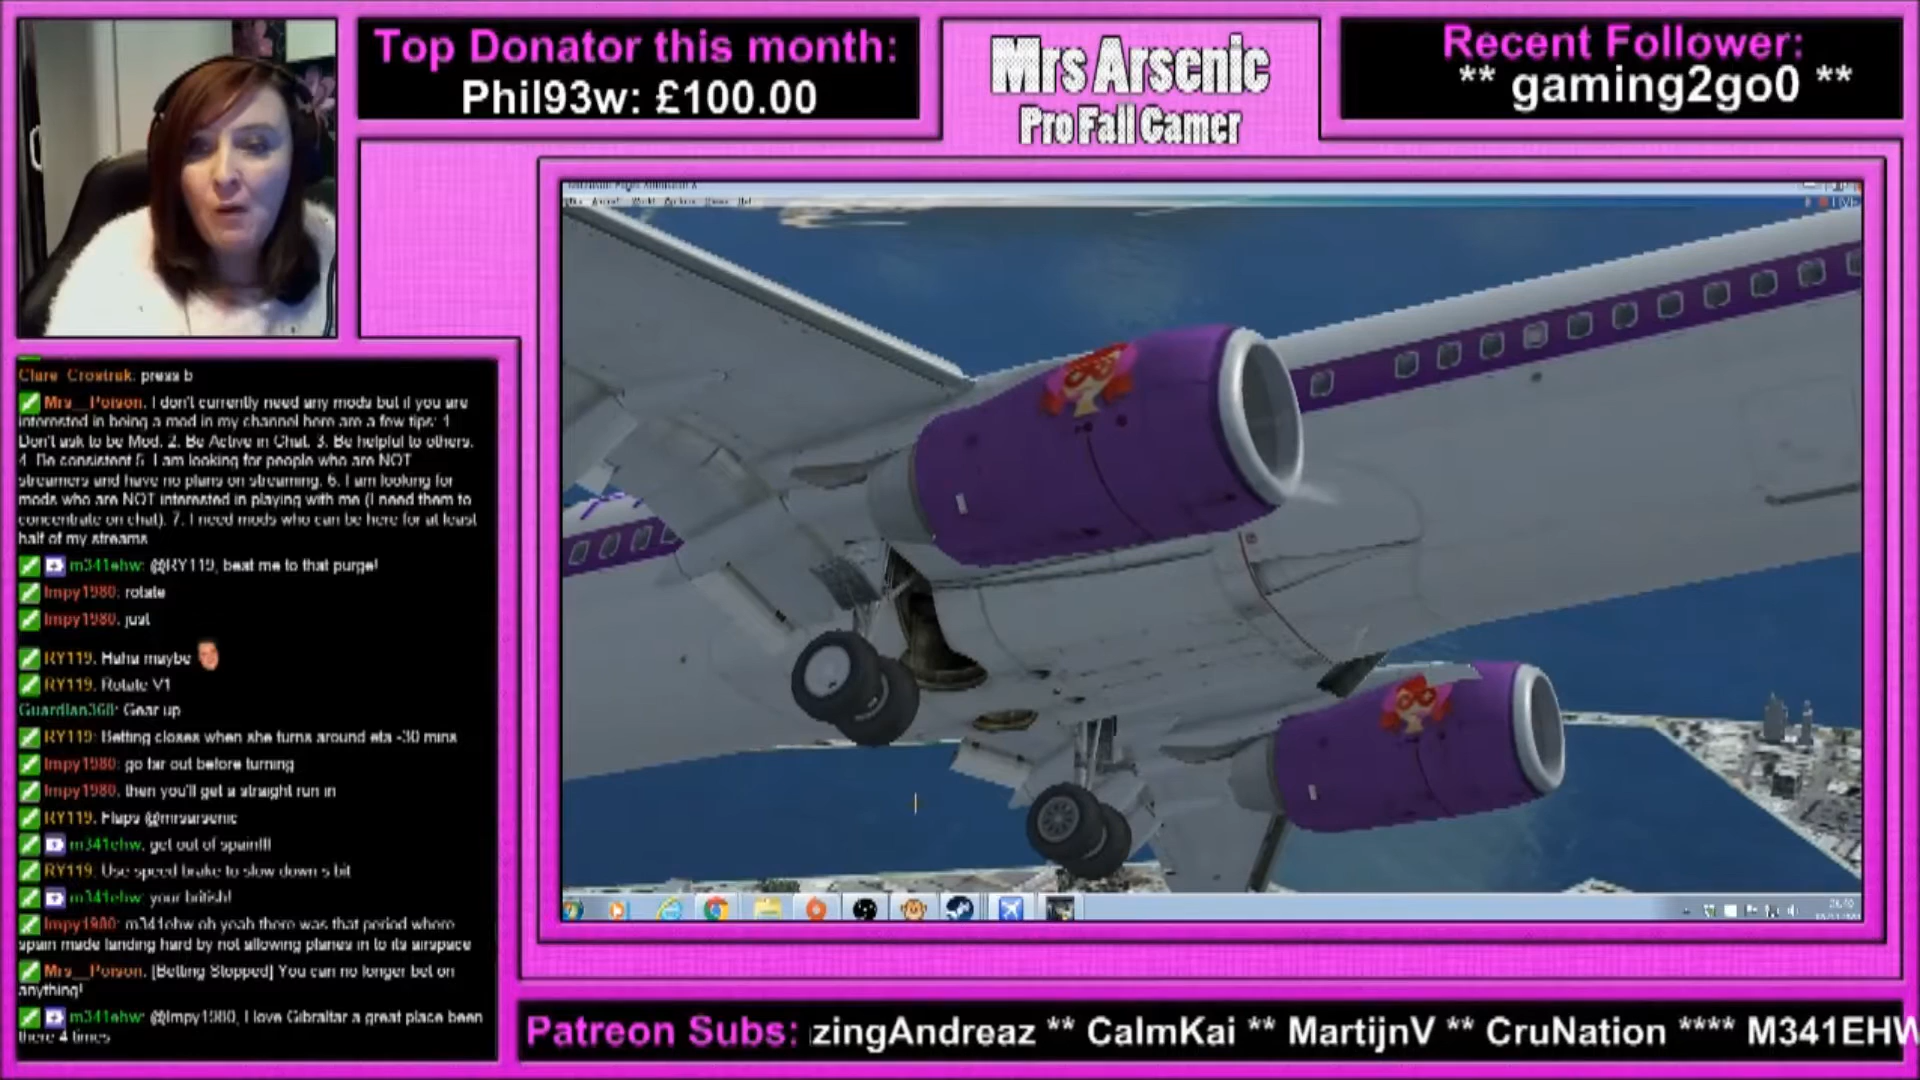 Top Donator this month:
Phil93w: £100.00
Mrs Arsenic
Pro Fall Gamer
Recent Follower:
** gaming2go0 **
Clare_Crostruk: press b
Mrs__Poison: I don't currently need any mods but if you are
interested in being a mod in my channel here are a few tips: 1.
Don't ask to be Mod. 2. Be Active in Chat. 3. Be helpful to others.
4. Be consistent 5. I am looking for people who are NOT
streamers and have no plans on streaming. 6. I am looking for
mods who are NOT interested in playing with me (I need them to
concentrate on chat). 7. I need mods who can be here for at least
half of my streams
m341ehw: @RY119, beat me to that purge!
Impy1980: rotate
Impy1980: just
RY119: Haha maybe
RY119: Rotate V1
Guardian368: Gear up
RY119: Betting closes when she turns around eta -30 mins
Impy1980: go far out before turning
Impy1980: then you'll get a straight run in
RY119: Flaps @mrsarsenic
m341ehw: get out of spain!!!
RY119: Use speed brake to slow down s bit
m341ehw: your british!
Impy1980: m341ehw oh yeah there was that period where
spain made landing hard by not allowing planes in to its airspace
Mrs__Poison: [Betting Stopped] You can no longer bet on
anything!
m341ehw: @Impy1980, I love Gibraltar a great place been
there 4 times
Patreon Subs: zingAndreaz ** CalmKai ** MartijnV ** CruNation **** M341EHW